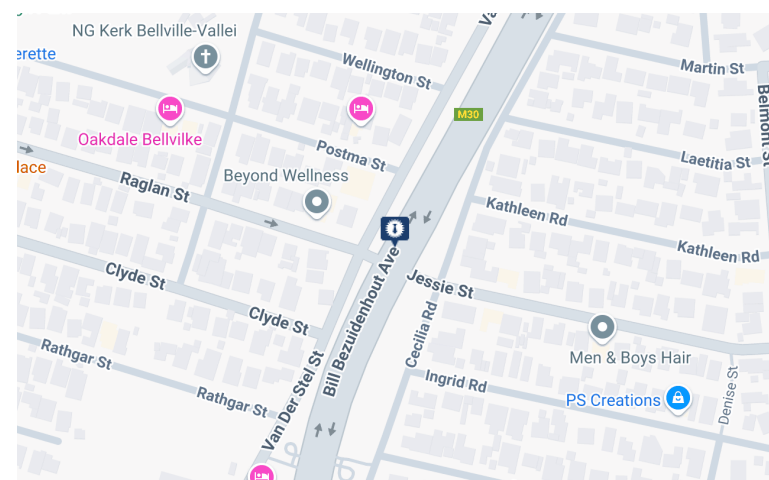 NG Kerk Bellville-Vallei
erette
Wellington St
Martin St
Belmont St
M30
Oakdale Bellvilke
Postma St
Laetitia St
lace
Raglan St
Beyond Wellness
Kathleen Rd
Kathleen Rd
Clyde St
Jessie St
Bill Bezuidenhout Ave
Clyde St
Cecilia Rd
Rathgar St
Men & Boys Hair
Van Der Stel St
Ingrid Rd
Rathgar St
PS Creations
Denise St